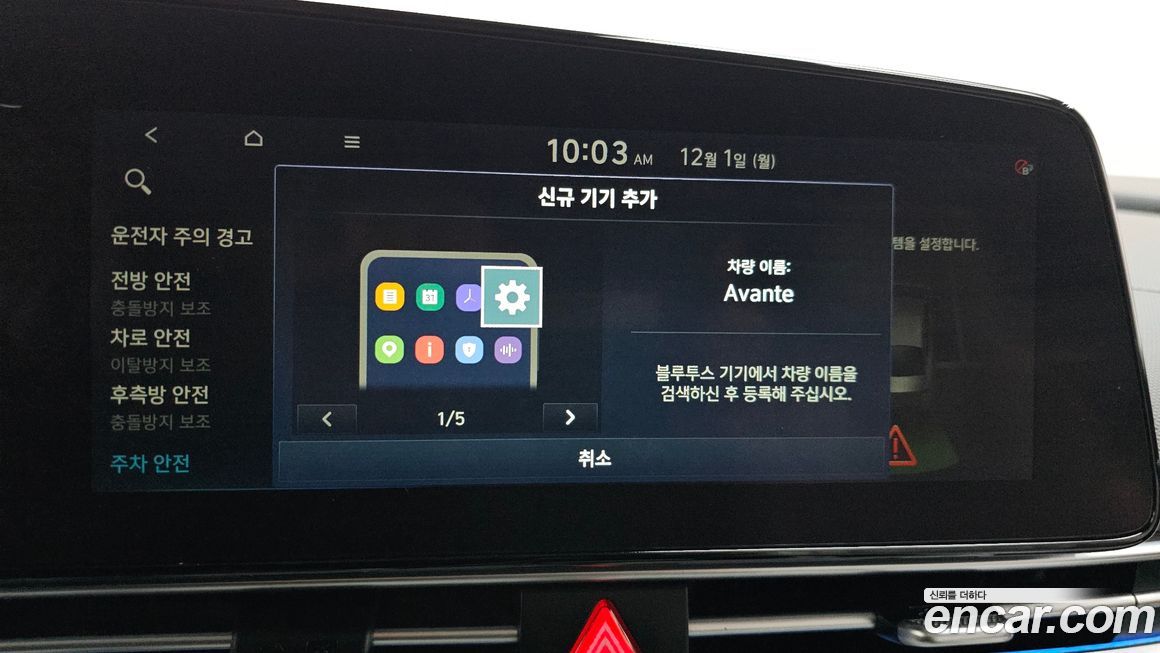 10:03 AM 12월 1일 (월)
신규 기기 추가
운전자 주의 경고
전방 안전
충돌방지 보조
차로 안전
이탈방지 보조
후측방 안전
충돌방지 보조
주차 안전
31
차량 이름:
Avante
블루투스 기기에서 차량 이름을
검색하신 후 등록해 주십시오.
1/5
취소
템을 설정합니다.
신뢰를 더하다
encar.com